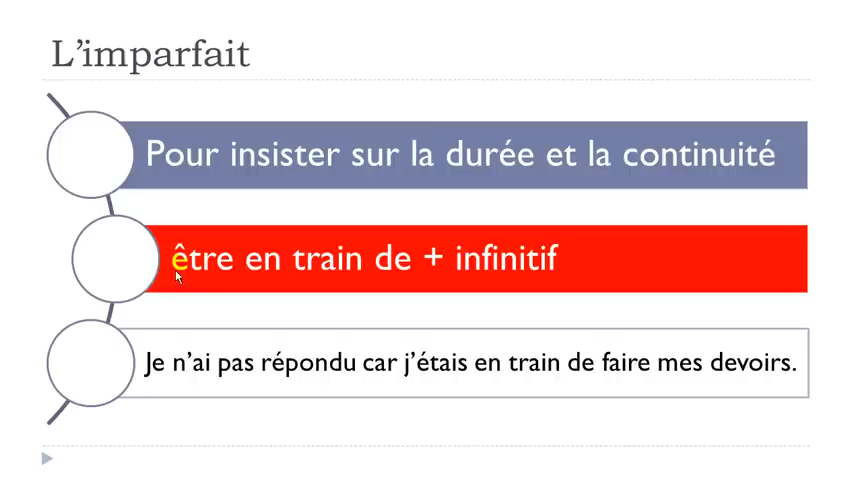 L’imparfait
Pour insister sur la durée et la continuité
être en train de + infinitif
Je n’ai pas répondu car j’étais en train de faire mes devoirs.